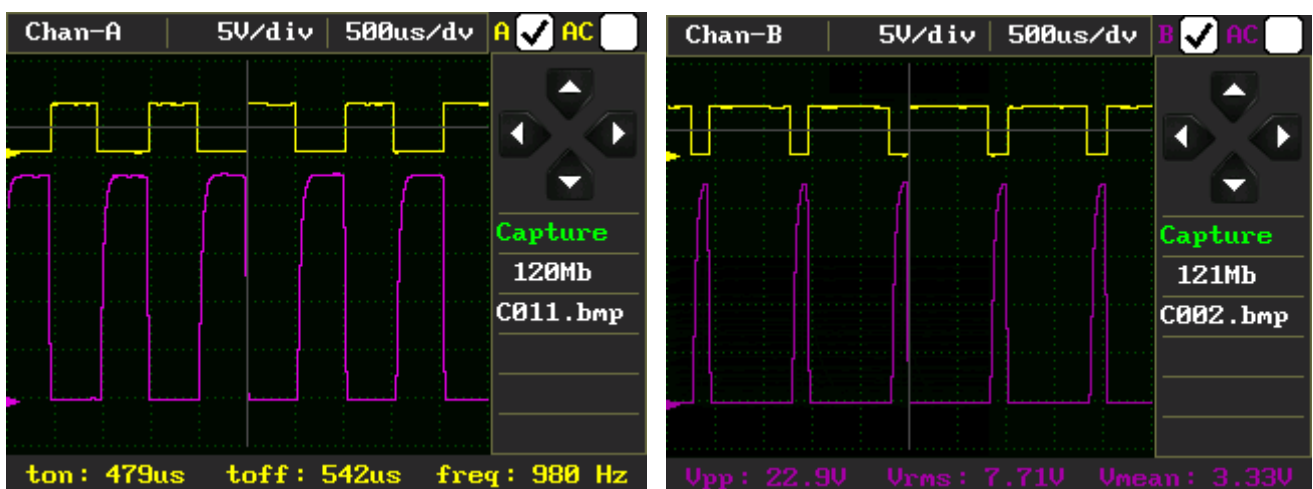 Chan-A 5V/div 500us/dv A AC
Capture
120Mb
C011.bmp
ton: 479us toff: 542us freq: 980 Hz
Chan-B 5V/div 500us/dv B AC
Capture
121Mb
C002.bmp
Vpp: 22.9V Vrms: 7.71V Vmean: 3.33V